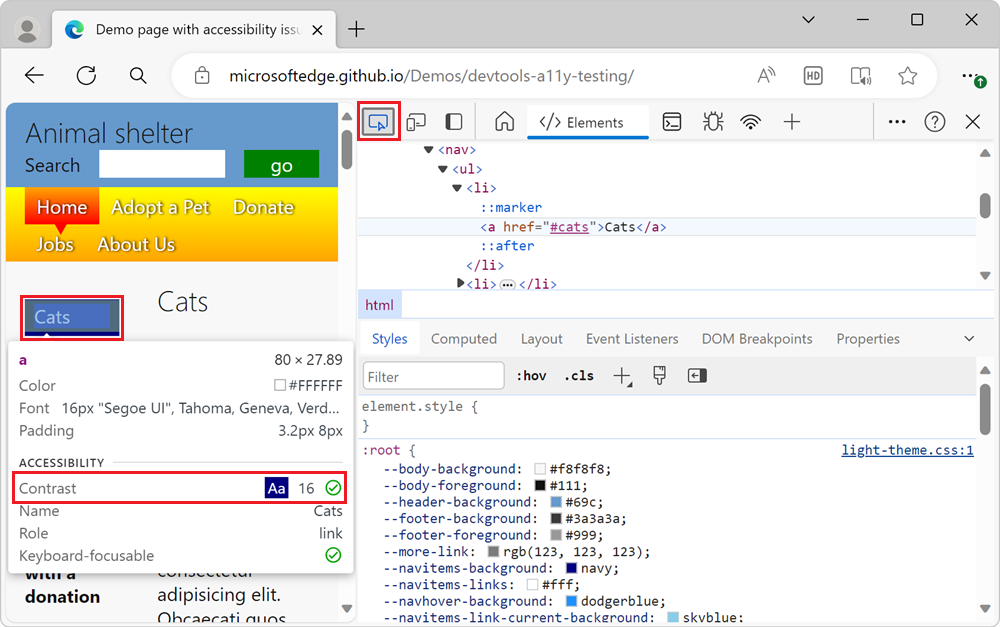 Demo page with accessibility issu
microsoftedge.github.io/Demos/devtools-a11y-testing/
A
HD
Animal shelter
Search
go
Home Adopt a Pet Donate
Jobs About Us
Cats
Cats
a 80 × 27.89
Color #FFFFFF
Font 16px "Segoe UI", Tahoma, Geneva, Verd...
Padding 3.2px 8px
ACCESSIBILITY
Contrast Aa 16
Name Cats
Role link
Keyboard-focusable
with a
donation
consectetur
adipisicing elit.
Obcaecati quos
</> Elements
<nav>
<ul>
<li>
::marker
<a href="#cats">Cats</a>
::after
</li>
<li>…</li>
html
Styles Computed Layout Event Listeners DOM Breakpoints Properties
Filter :hov .cls
element.style {
}
:root { light-theme.css:1
--body-background: #f8f8f8;
--body-foreground: #111;
--header-background: #69c;
--footer-background: #3a3a3a;
--footer-foreground: #999;
--more-link: rgb(123, 123, 123);
--navitems-background: navy;
--navitems-links: #fff;
--navhover-background: dodgerblue;
--navitems-link-current-background: skyblue;